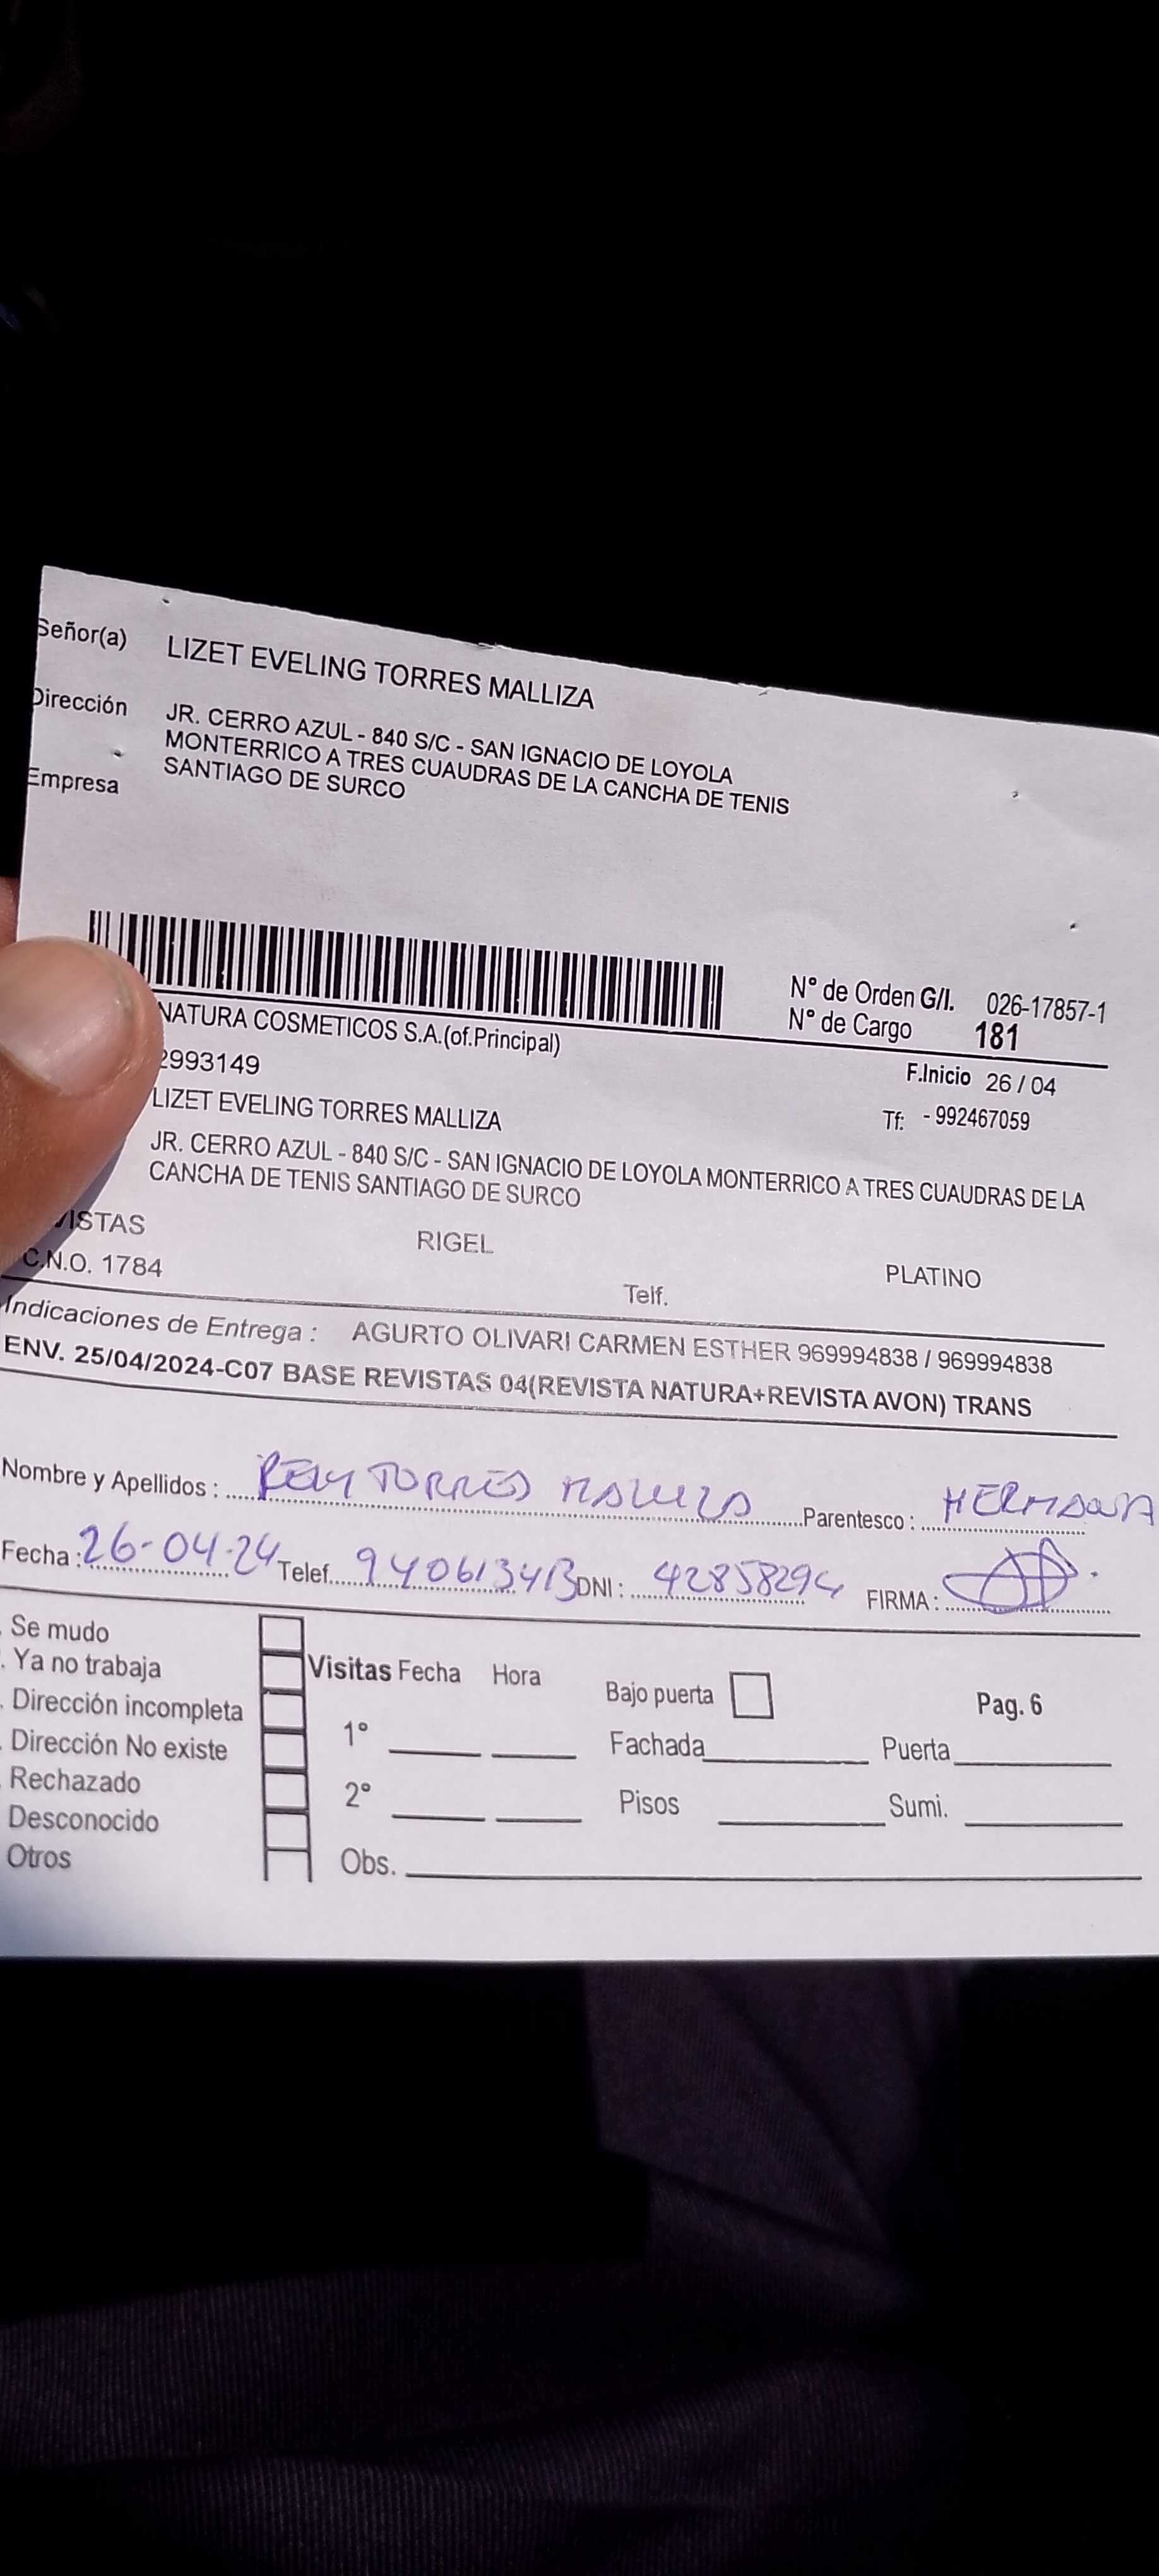 Señor(a) LIZET EVELING TORRES MALLIZA
Dirección JR. CERRO AZUL - 840 S/C - SAN IGNACIO DE LOYOLA
MONTERRICO A TRES CUAUDRAS DE LA CANCHA DE TENIS
Empresa SANTIAGO DE SURCO
N° de Orden G/I. 026-17857-1
N° de Cargo 181
NATURA COSMETICOS S.A.(of.Principal)
F.Inicio 26 / 04
2993149
Tf: - 992467059
LIZET EVELING TORRES MALLIZA
JR. CERRO AZUL - 840 S/C - SAN IGNACIO DE LOYOLA MONTERRICO A TRES CUAUDRAS DE LA
CANCHA DE TENIS SANTIAGO DE SURCO
VISTAS RIGEL PLATINO
C.N.O. 1784 Telf.
Indicaciones de Entrega : AGURTO OLIVARI CARMEN ESTHER 969994838 / 969994838
ENV. 25/04/2024-C07 BASE REVISTAS 04(REVISTA NATURA+REVISTA AVON) TRANS
Nombre y Apellidos : TORRES MALLIZA Parentesco : HERMANA
Fecha : 26-04-24 Telef. 940613413 DNI : 42858294 FIRMA :
. Se mudo
. Ya no trabaja Visitas Fecha Hora Bajo puerta Pag. 6
. Dirección incompleta
. Dirección No existe 1° Fachada Puerta
. Rechazado
Desconocido 2° Pisos Sumi.
Otros Obs.